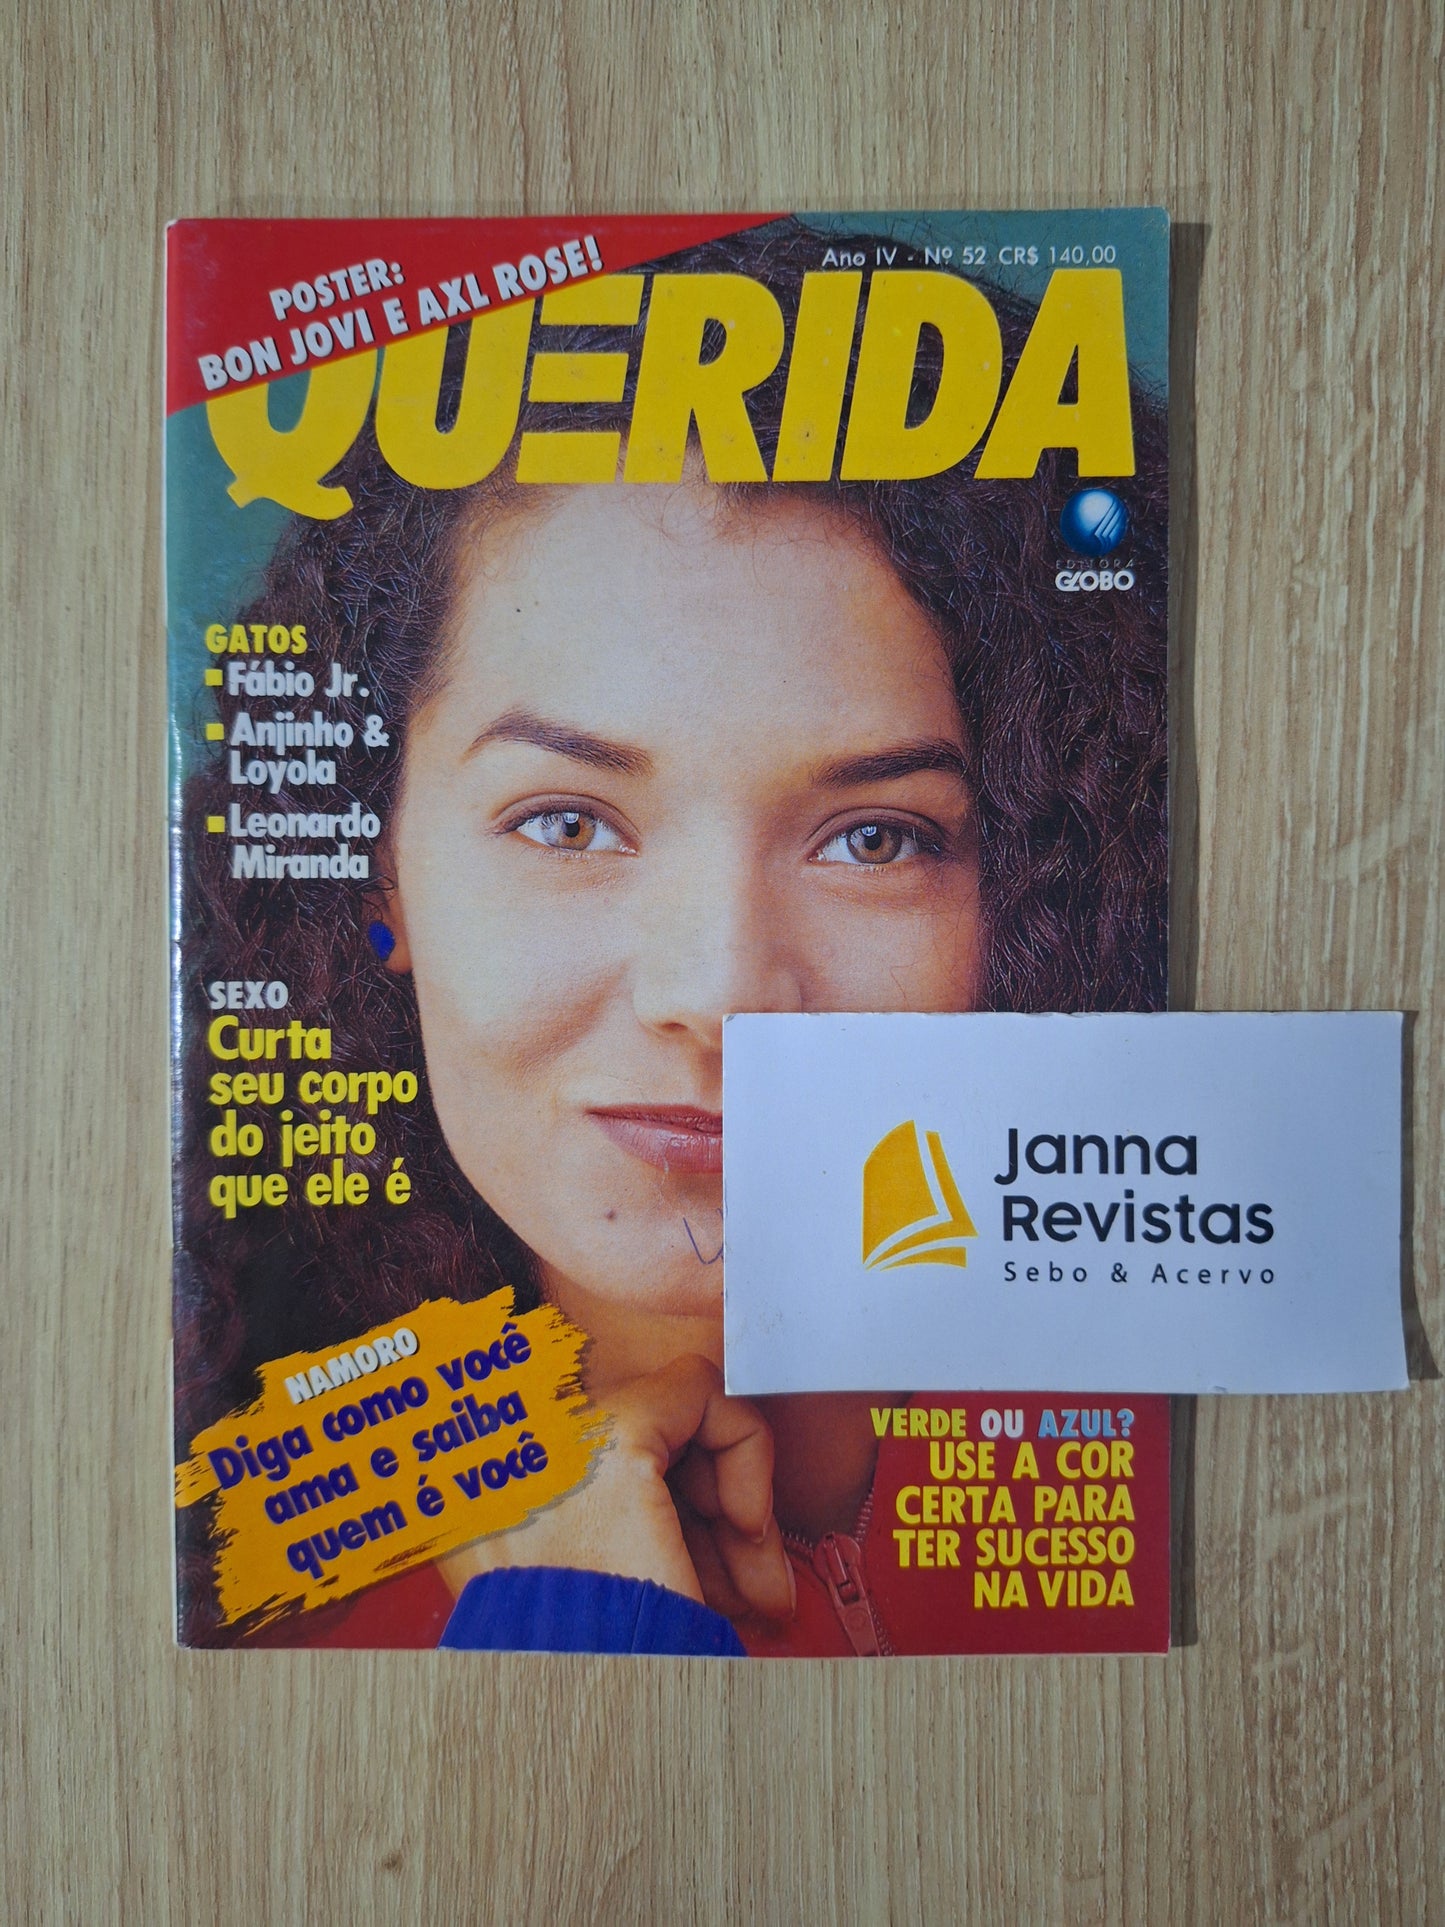 POSTER:
BON JOVI E AXL ROSE!
Ano IV - Nº 52 CR$ 140,00
QUERIDA
EDITORA
GLOBO
GATOS
Fábio Jr.
Anjinho &
Loyola
Leonardo
Miranda
SEXO
Curta
seu corpo
do jeito
que ele é
Janna
Revistas
Sebo & Acervo
NAMORO
Diga como você
ama e saiba
quem é você
VERDE OU AZUL?
USE A COR
CERTA PARA
TER SUCESSO
NA VIDA